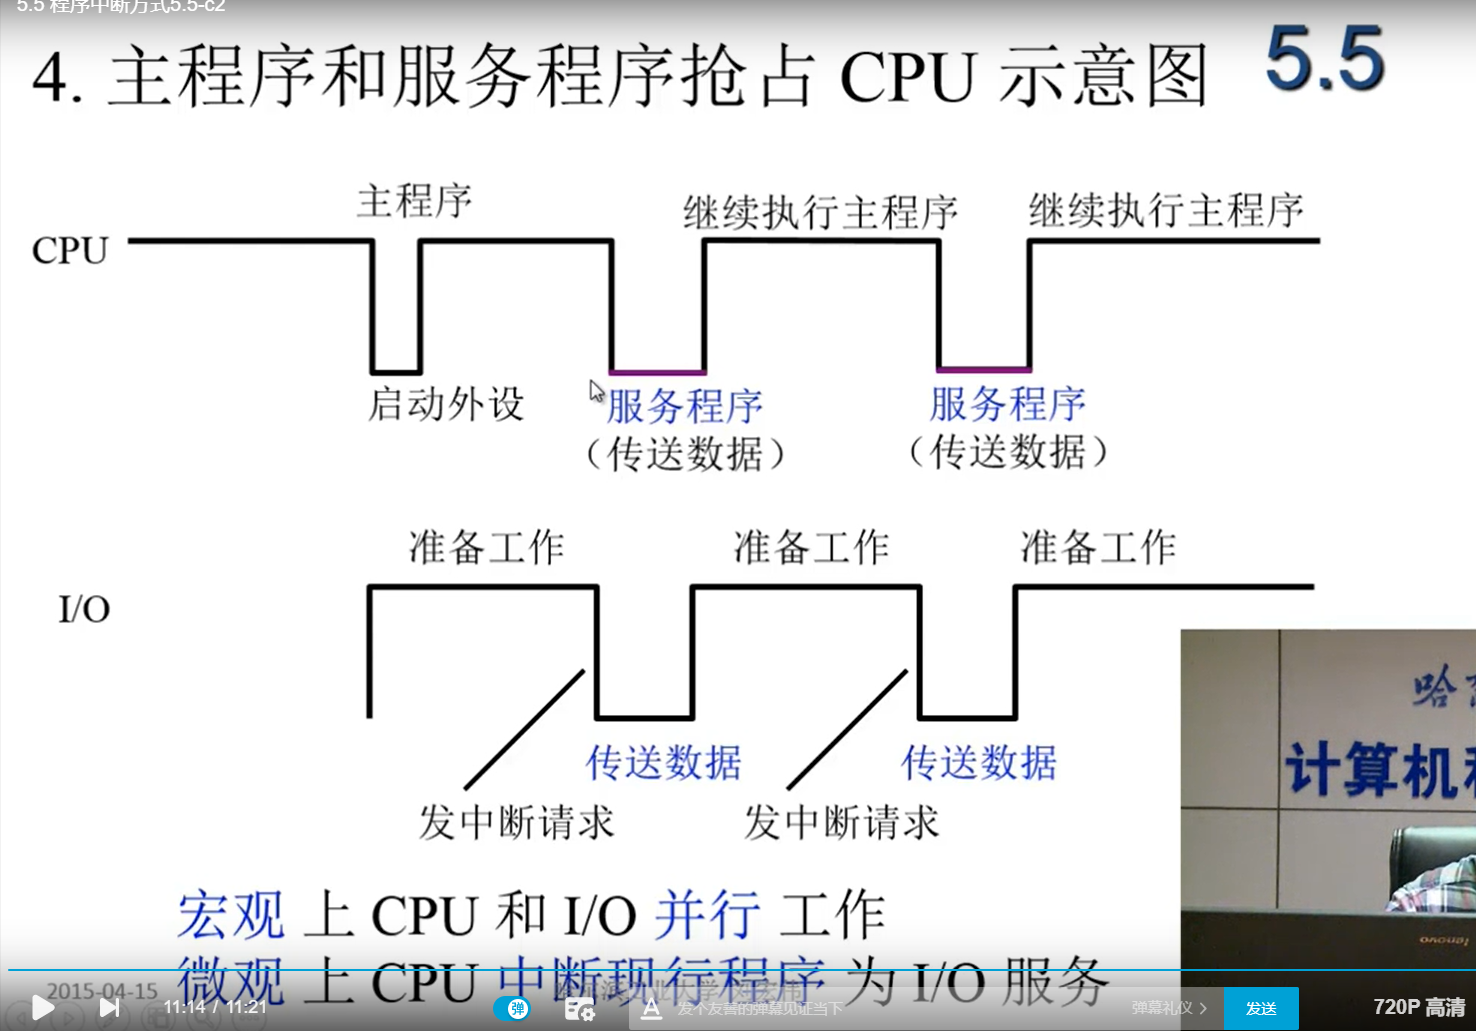 5.5 程序中断方式5.5-c2
4. 主程序和服务程序抢占 CPU 示意图
5.5
主程序
继续执行主程序
继续执行主程序
CPU
启动外设
服务程序
（传送数据）
服务程序
（传送数据）
准备工作
准备工作
准备工作
I/O
传送数据
传送数据
发中断请求
发中断请求
哈
计算机
lenovo
宏观 上 CPU 和 I/O 并行 工作
微观 上 CPU 中断现行程序 为 I/O 服务
2015-04-15
11:14 / 11:21
弹
发个友善的弹幕见证当下
弹幕礼仪
发送
720P 高清